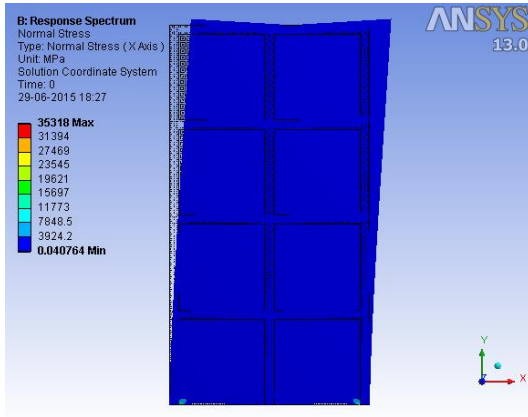 B: Response Spectrum
Normal Stress
Type: Normal Stress ( X Axis )
Unit: MPa
Solution Coordinate System
Time: 0
29-06-2015 18:27
35318 Max
31394
27469
23545
19621
15697
11773
7848.5
3924.2
0.040764 Min
ANSYS
13.0
Y
Z
X